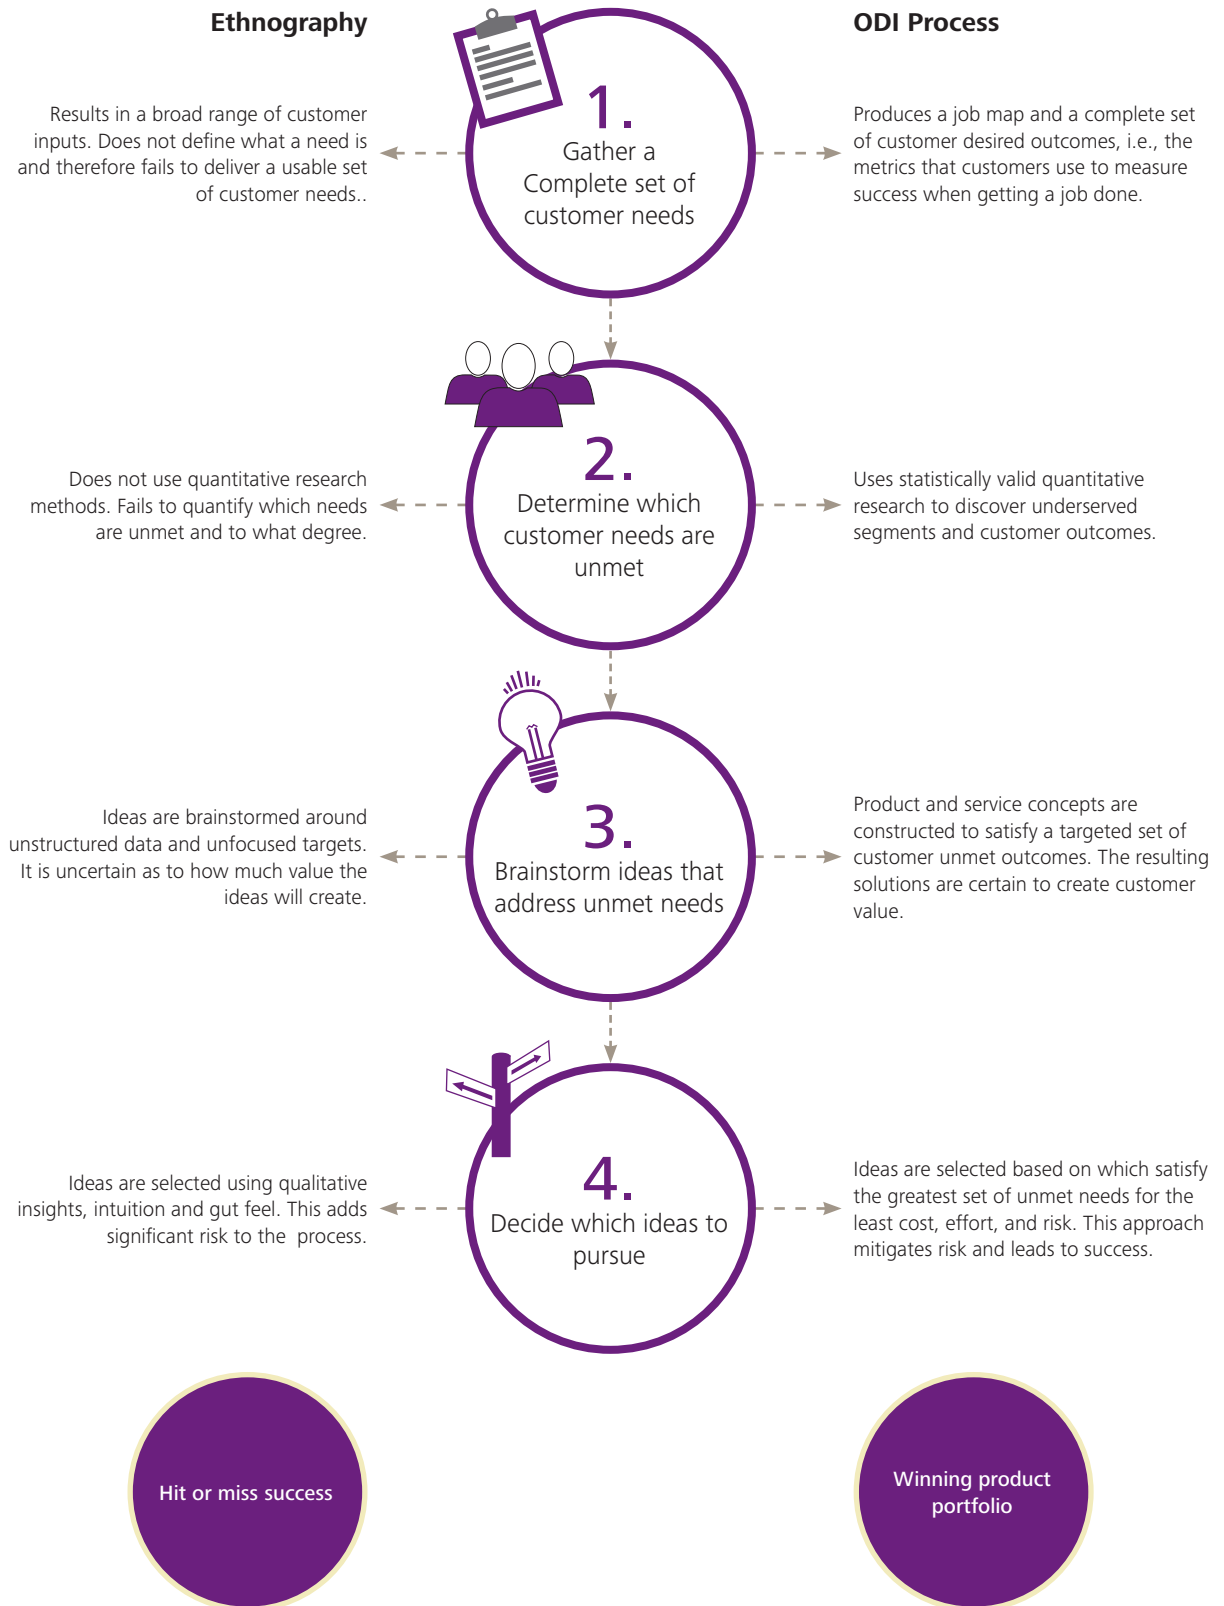 Ethnography
ODI Process
Results in a broad range of customer
inputs. Does not define what a need is
and therefore fails to deliver a usable set
of customer needs..
1.
Gather a
Complete set of
customer needs
Produces a job map and a complete set
of customer desired outcomes, i.e., the
metrics that customers use to measure
success when getting a job done.
Does not use quantitative research
methods. Fails to quantify which needs
are unmet and to what degree.
2.
Determine which
customer needs are
unmet
Uses statistically valid quantitative
research to discover underserved
segments and customer outcomes.
Ideas are brainstormed around
unstructured data and unfocused targets.
It is uncertain as to how much value the
ideas will create.
3.
Brainstorm ideas that
address unmet needs
Product and service concepts are
constructed to satisfy a targeted set of
customer unmet outcomes. The resulting
solutions are certain to create customer
value.
Ideas are selected using qualitative
insights, intuition and gut feel. This adds
significant risk to the  process.
4.
Decide which ideas to
pursue
Ideas are selected based on which satisfy
the greatest set of unmet needs for the
least cost, effort, and risk. This approach
mitigates risk and leads to success.
Hit or miss success
Winning product
portfolio